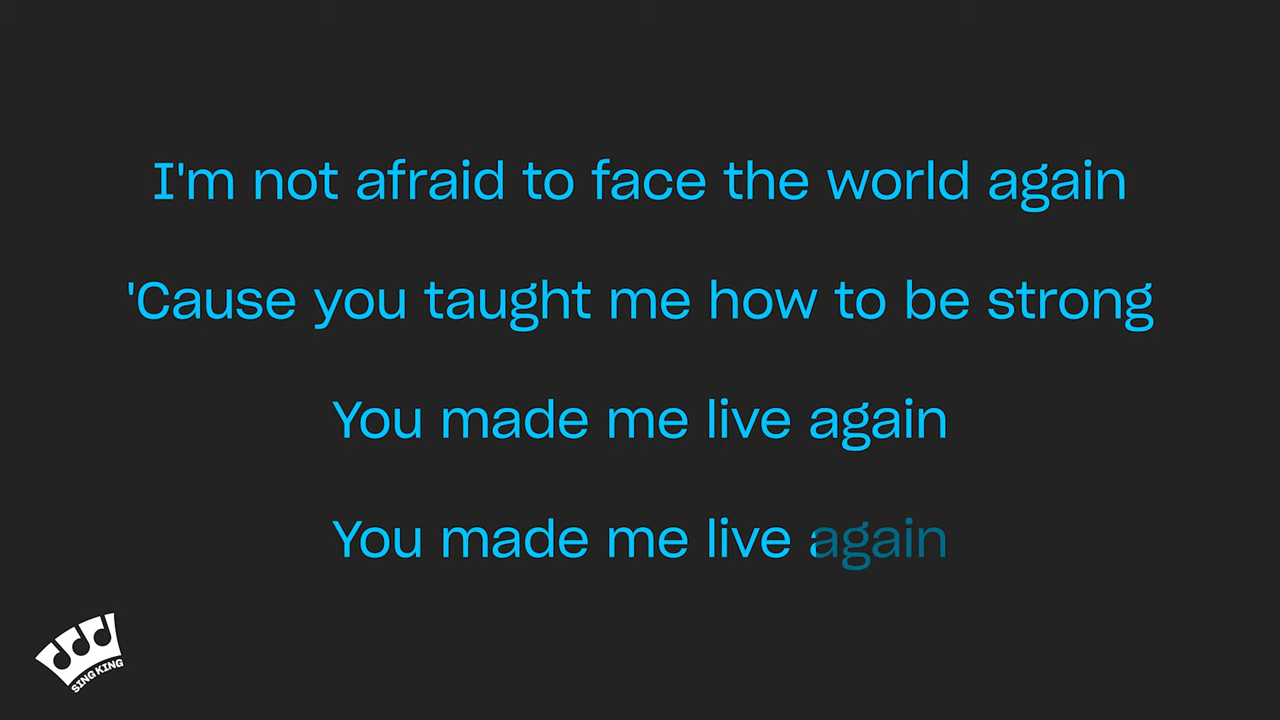 I'm not afraid to face the world again
'Cause you taught me how to be strong
You made me live again
You made me live again
SING KING